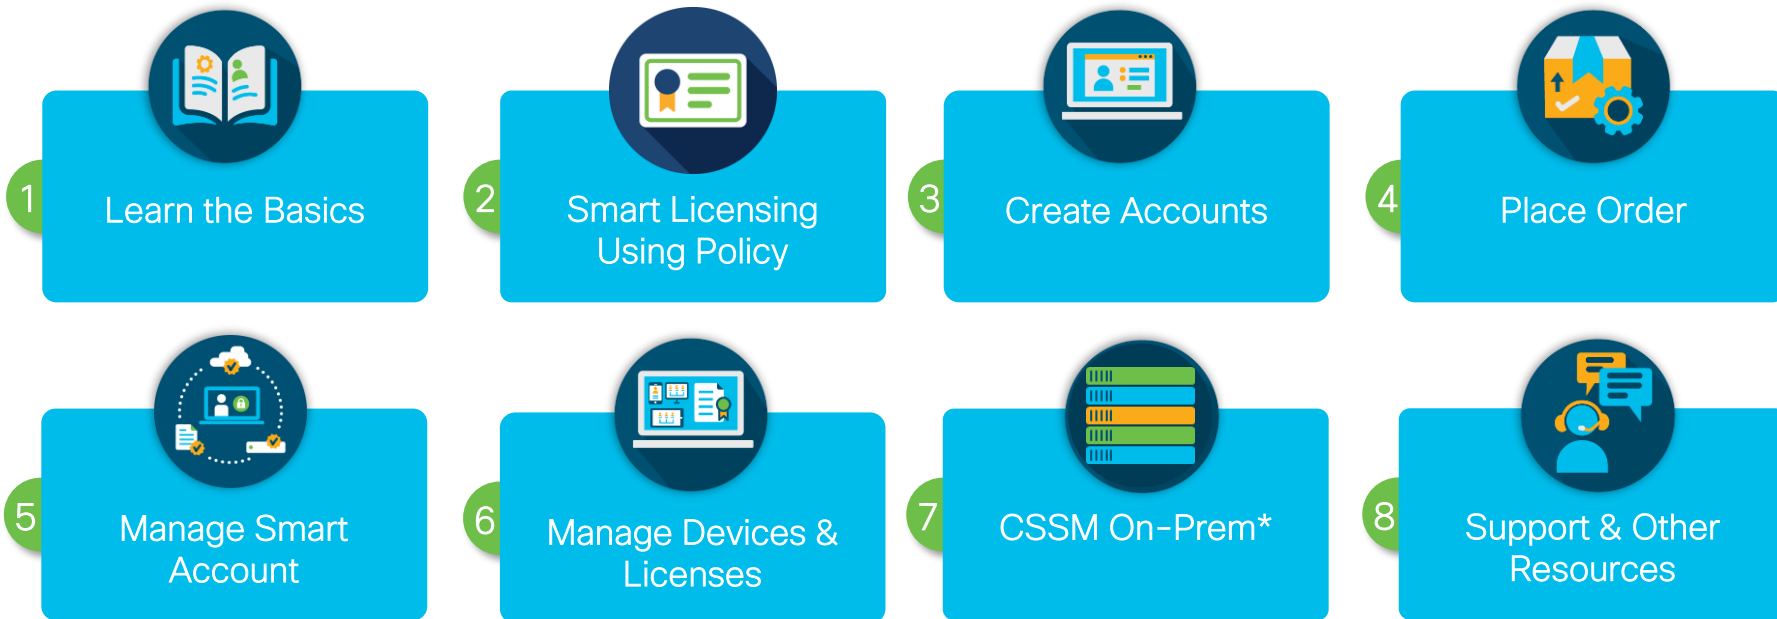 1
Learn the Basics
2
Smart Licensing
Using Policy
3
Create Accounts
4
Place Order
5
Manage Smart
Account
6
Manage Devices &
Licenses
7
CSSM On-Prem*
8
Support & Other
Resources